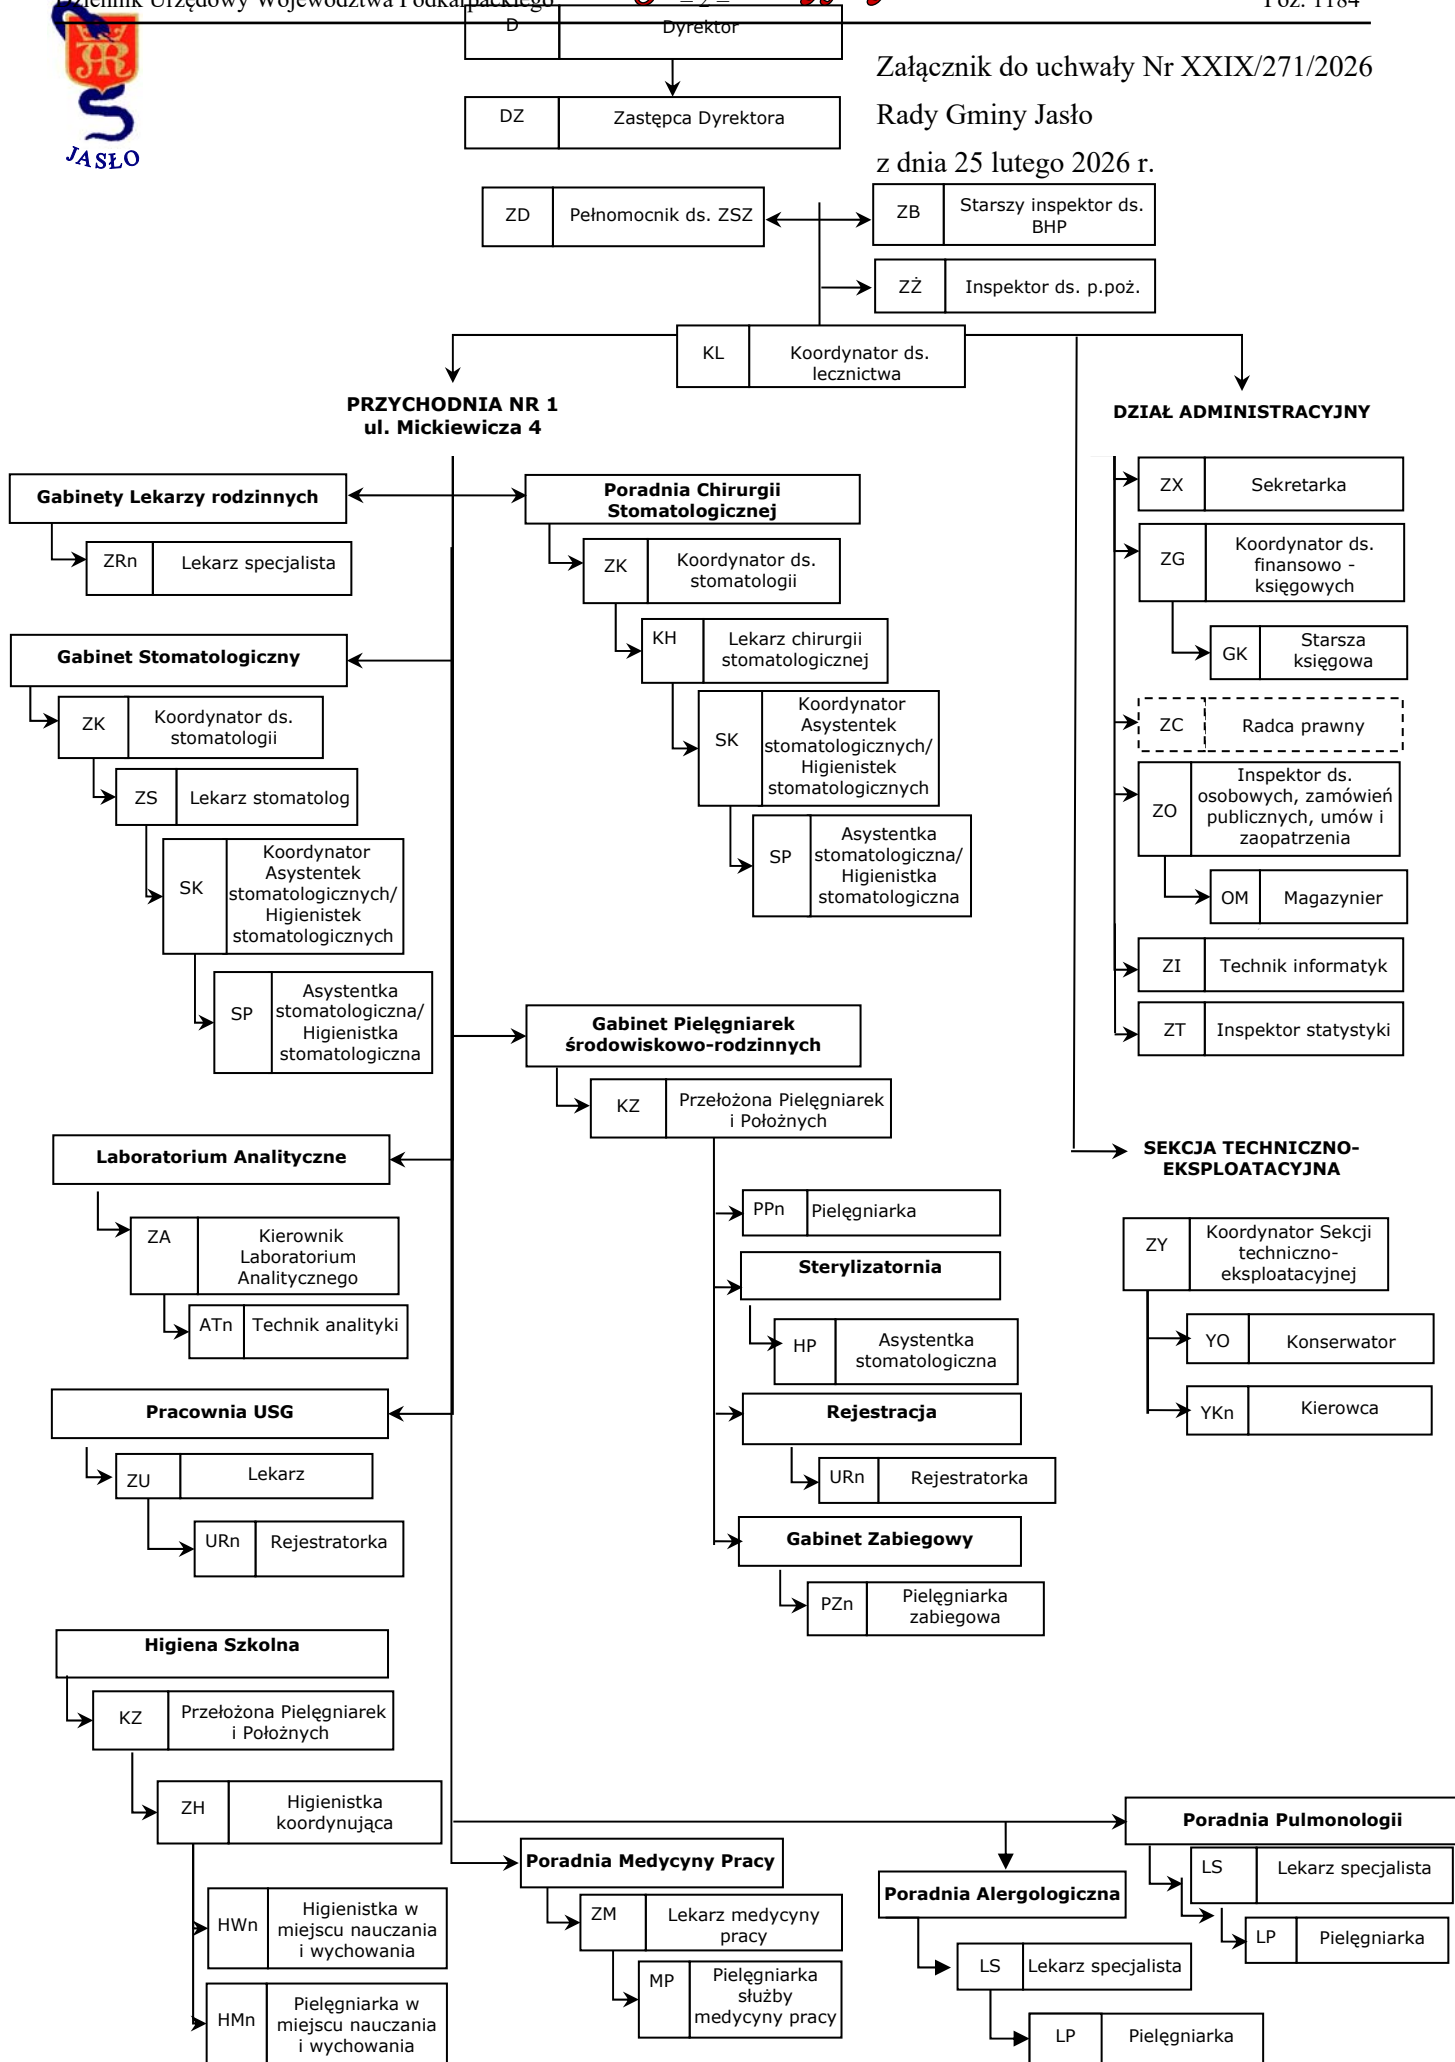 Dziennik Urzędowy Województwa Podkarpackiego
– 2 –
Poz. 1184
JASŁO
D
Dyrektor
Załącznik do uchwały Nr XXIX/271/2026
Rady Gminy Jasło
z dnia 25 lutego 2026 r.
DZ
Zastępca Dyrektora
ZD
Pełnomocnik ds. ZSZ
ZB
Starszy inspektor ds.
BHP
ZŻ
Inspektor ds. p.poż.
KL
Koordynator ds.
lecznictwa
PRZYCHODNIA NR 1
ul. Mickiewicza 4
Gabinety Lekarzy rodzinnych
ZRn
Lekarz specjalista
Gabinet Stomatologiczny
ZK
Koordynator ds.
stomatologii
ZS
Lekarz stomatolog
SK
Koordynator
Asystentek
stomatologicznych/
Higienistek
stomatologicznych
SP
Asystentka
stomatologiczna/
Higienistka
stomatologiczna
Laboratorium Analityczne
ZA
Kierownik
Laboratorium
Analitycznego
ATn
Technik analityki
Pracownia USG
ZU
Lekarz
URn
Rejestratorka
Higiena Szkolna
KZ
Przełożona Pielęgniarek
i Położnych
ZH
Higienistka
koordynująca
HWn
Higienistka w
miejscu nauczania
i wychowania
HMn
Pielęgniarka w
miejscu nauczania
i wychowania
Poradnia Chirurgii
Stomatologicznej
ZK
Koordynator ds.
stomatologii
KH
Lekarz chirurgii
stomatologicznej
SK
Koordynator
Asystentek
stomatologicznych/
Higienistek
stomatologicznych
SP
Asystentka
stomatologiczna/
Higienistka
stomatologiczna
Gabinet Pielęgniarek
środowiskowo-rodzinnych
KZ
Przełożona Pielęgniarek
i Położnych
PPn
Pielęgniarka
Sterylizatornia
HP
Asystentka
stomatologiczna
Rejestracja
URn
Rejestratorka
Gabinet Zabiegowy
PZn
Pielęgniarka
zabiegowa
Poradnia Medycyny Pracy
ZM
Lekarz medycyny
pracy
MP
Pielęgniarka
służby
medycyny pracy
Poradnia Alergologiczna
LS
Lekarz specjalista
LP
Pielęgniarka
Poradnia Pulmonologii
LS
Lekarz specjalista
LP
Pielęgniarka
DZIAŁ ADMINISTRACYJNY
ZX
Sekretarka
ZG
Koordynator ds.
finansowo -
księgowych
GK
Starsza
księgowa
ZC
Radca prawny
ZO
Inspektor ds.
osobowych, zamówień
publicznych, umów i
zaopatrzenia
OM
Magazynier
ZI
Technik informatyk
ZT
Inspektor statystyki
SEKCJA TECHNICZNO-
EKSPLOATACYJNA
ZY
Koordynator Sekcji
techniczno-
eksploatacyjnej
YO
Konserwator
YKn
Kierowca